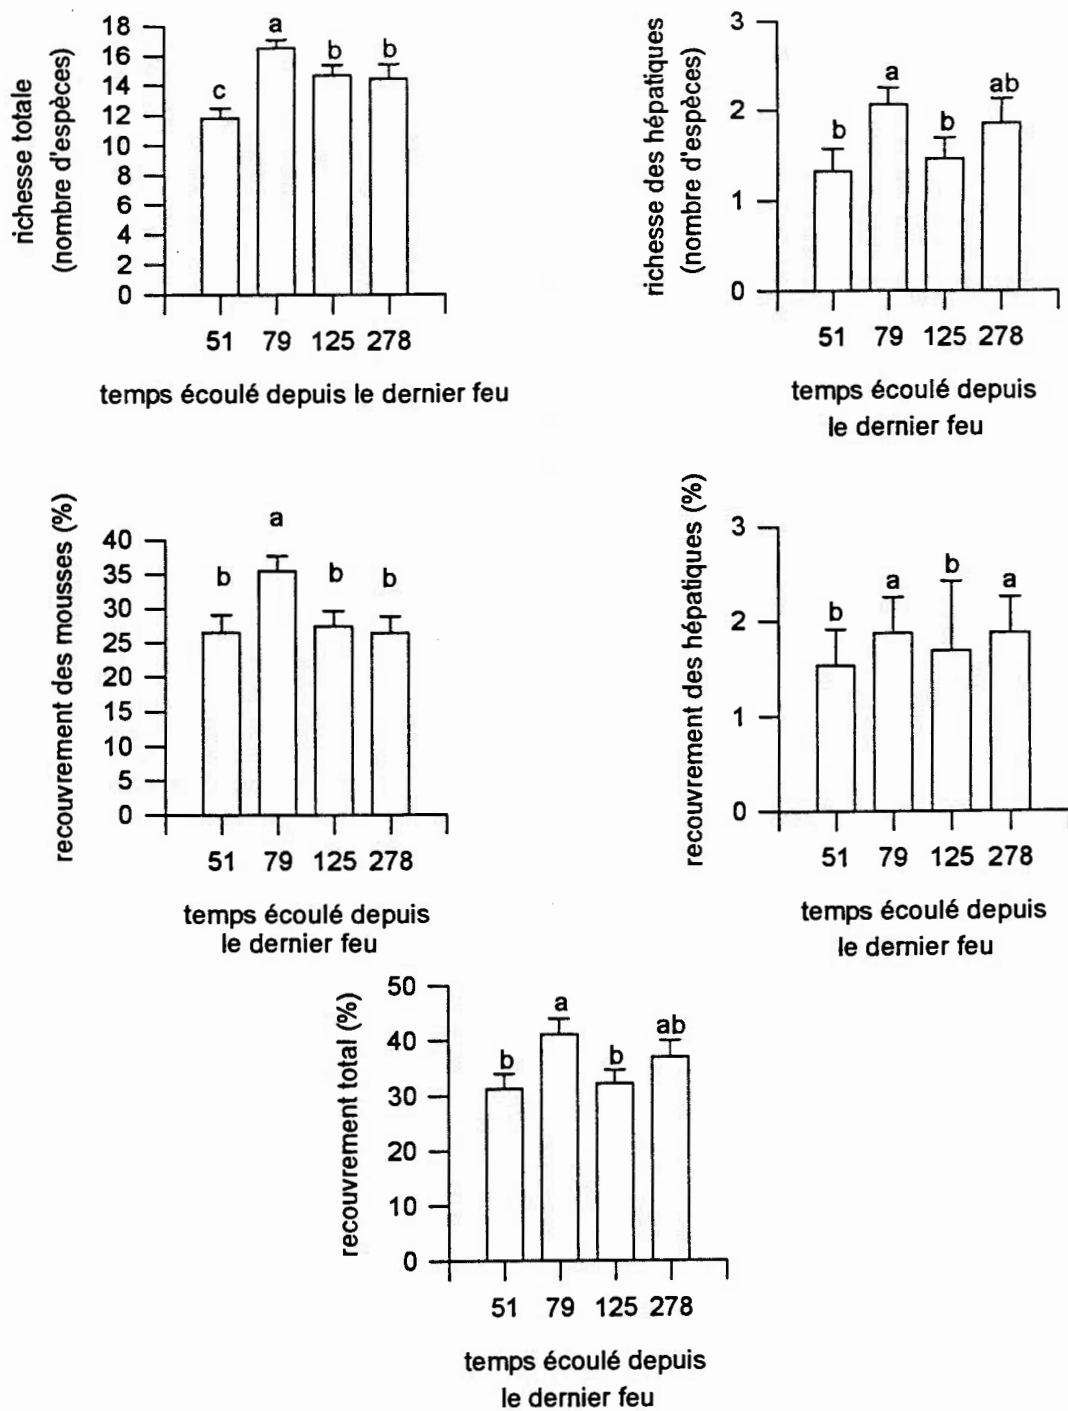 richesse totale
(nombre d'espèces)
18
16
14
12
10
8
6
4
2
0
c
a
b
b
51 79 125 278
temps écoulé depuis le dernier feu
richesse des hépatiques
(nombre d'espèces)
3
2
1
0
b
a
b
ab
51 79 125 278
temps écoulé depuis
le dernier feu
recouvrement des mousses (%)
40
35
30
25
20
15
10
5
0
b
a
b
b
51 79 125 278
temps écoulé depuis
le dernier feu
recouvrement des hépatiques (%)
3
2
1
0
b
a
b
a
51 79 125 278
temps écoulé depuis
le dernier feu
recouvrement total (%)
50
40
30
20
10
0
b
a
b
ab
51 79 125 278
temps écoulé depuis
le dernier feu